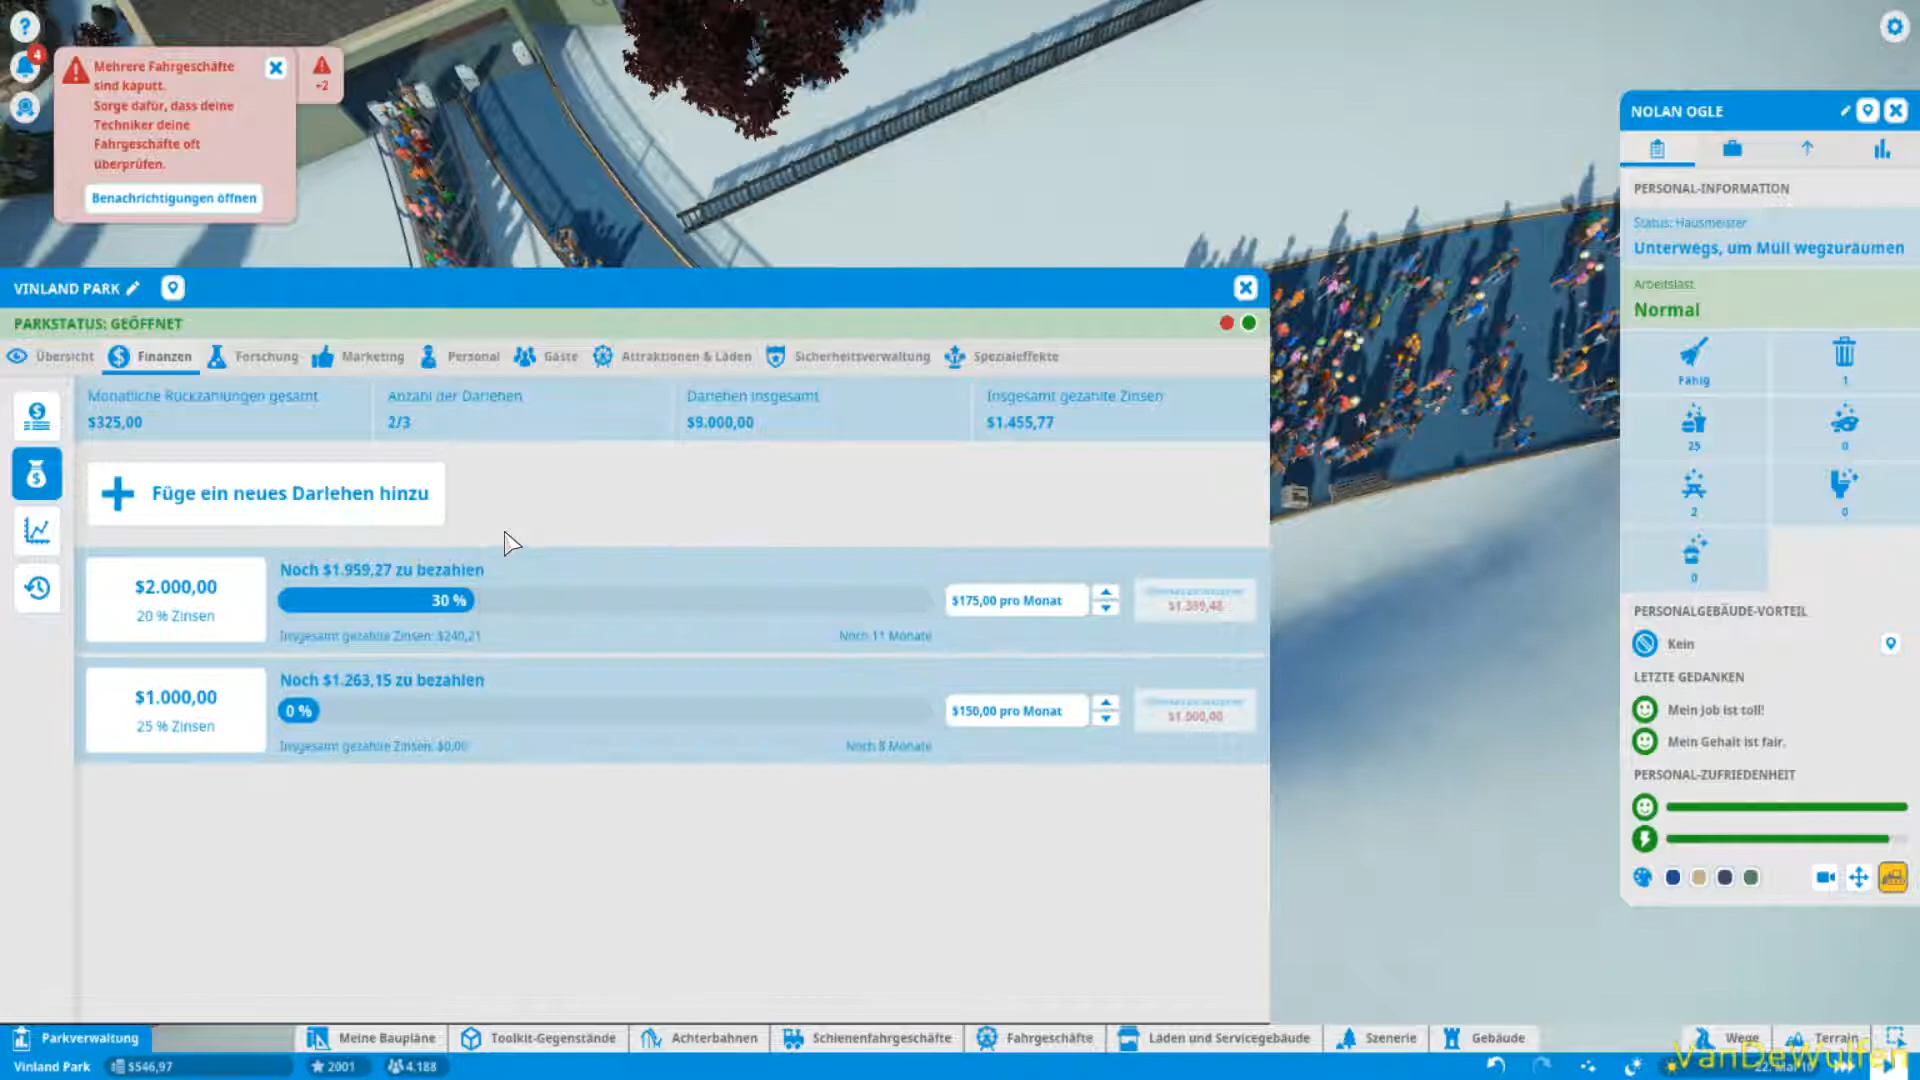 ?
4
Mehrere Fahrgeschäfte
sind kaputt.
Sorge dafür, dass deine
Techniker deine
Fahrgeschäfte oft
überprüfen.
Benachrichtigungen öffnen
+2
VINLAND PARK
PARKSTATUS: GEÖFFNET
Übersicht
Finanzen
Forschung
Marketing
Personal
Gäste
Attraktionen & Läden
Sicherheitsverwaltung
Spezialeffekte
Monatliche Rückzahlungen gesamt
$325,00
Anzahl der Darlehen
2/3
Darlehen insgesamt
$9.000,00
Insgesamt gezahlte Zinsen
$1.455,77
Füge ein neues Darlehen hinzu
$2.000,00
20 % Zinsen
Noch $1.959,27 zu bezahlen
30 %
Insgesamt gezahlte Zinsen: $240,21
Noch 11 Monate
$175,00 pro Monat
$1.000,00
25 % Zinsen
Noch $1.263,15 zu bezahlen
0 %
Insgesamt gezahlte Zinsen: $0,00
Noch 8 Monate
$150,00 pro Monat
$1.000,00
NOLAN OGLE
PERSONAL-INFORMATION
Status: Hausmeister
Unterwegs, um Müll wegzuräumen
Arbeitslast
Normal
Fähig
1
25
0
2
0
0
PERSONALGEBÄUDE-VORTEIL
Kein
LETZTE GEDANKEN
Mein Job ist toll!
Mein Gehalt ist fair.
PERSONAL-ZUFRIEDENHEIT
Parkverwaltung
Meine Baupläne
Toolkit-Gegenstände
Achterbahnen
Schienenfahrgeschäfte
Fahrgeschäfte
Läden und Servicegebäude
Szenerie
Gebäude
Wege
Terrain
Vinland Park
$546,97
2001
4.188
VanDeWulfen